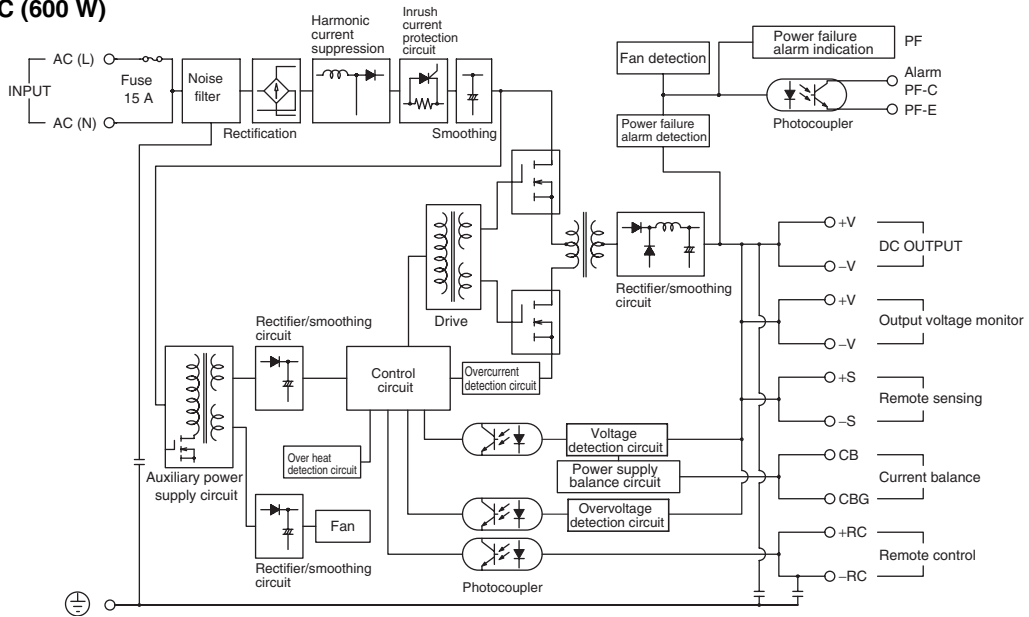 C (600 W)
Harmonic
current
suppression
Inrush
current
protection
circuit
Power failure
alarm indication
PF
Fan detection
AC (L)
INPUT
Fuse
15 A
AC (N)
Noise
filter
Rectification
Smoothing
Alarm
PF-C
PF-E
Photocoupler
Power failure
alarm detection
+V
DC OUTPUT
–V
Rectifier/smoothing
circuit
+V
Output voltage monitor
–V
Drive
Rectifier/smoothing
circuit
Control
circuit
Overcurrent
detection circuit
+S
Remote sensing
–S
Voltage
detection circuit
Over heat
detection circuit
Power supply
balance circuit
CB
Current balance
CBG
Auxiliary power
supply circuit
Overvoltage
detection circuit
Fan
+RC
Remote control
–RC
Rectifier/smoothing
circuit
Photocoupler